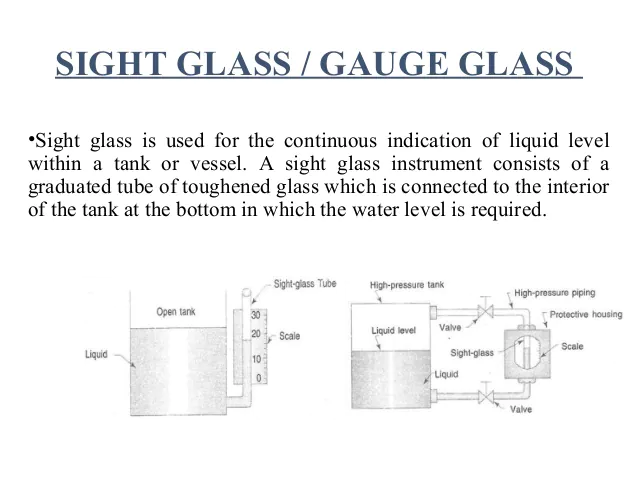 SIGHT GLASS / GAUGE GLASS
•Sight glass is used for the continuous indication of liquid level
within a tank or vessel. A sight glass instrument consists of a
graduated tube of toughened glass which is connected to the interior
of the tank at the bottom in which the water level is required.
Sight-glass Tube
Open tank
30
20
10
0
Scale
Liquid
High-pressure tank
High-pressure piping
Protective housing
Liquid level
Valve
Sight-glass
Scale
Liquid
Valve